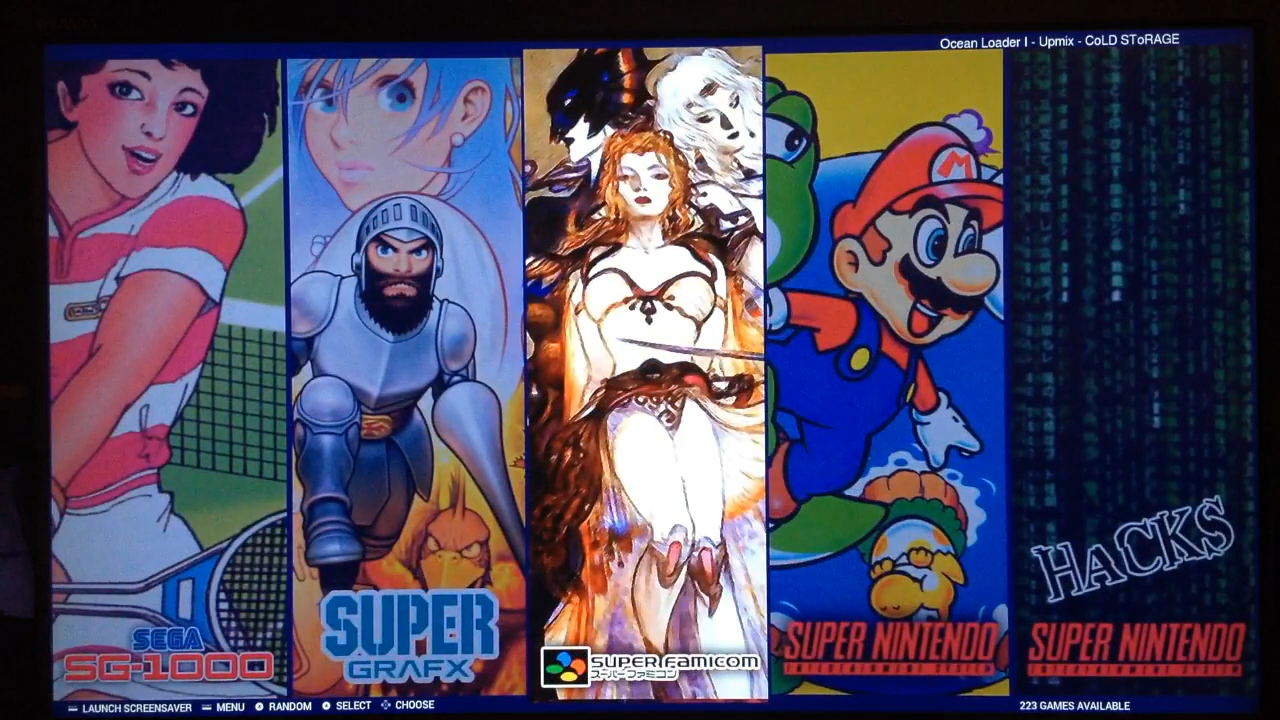 Ocean Loader I - Upmix - CoLD SToRAGE
SEGA
SG-1000
SUPER
GRAFX
SUPER FAMICOM
スーパーファミコン
M
SUPER NINTENDO
ENTERTAINMENT SYSTEM
HACKS
SUPER NINTENDO
ENTERTAINMENT SYSTEM
LAUNCH SCREENSAVER MENU RANDOM SELECT CHOOSE
223 GAMES AVAILABLE